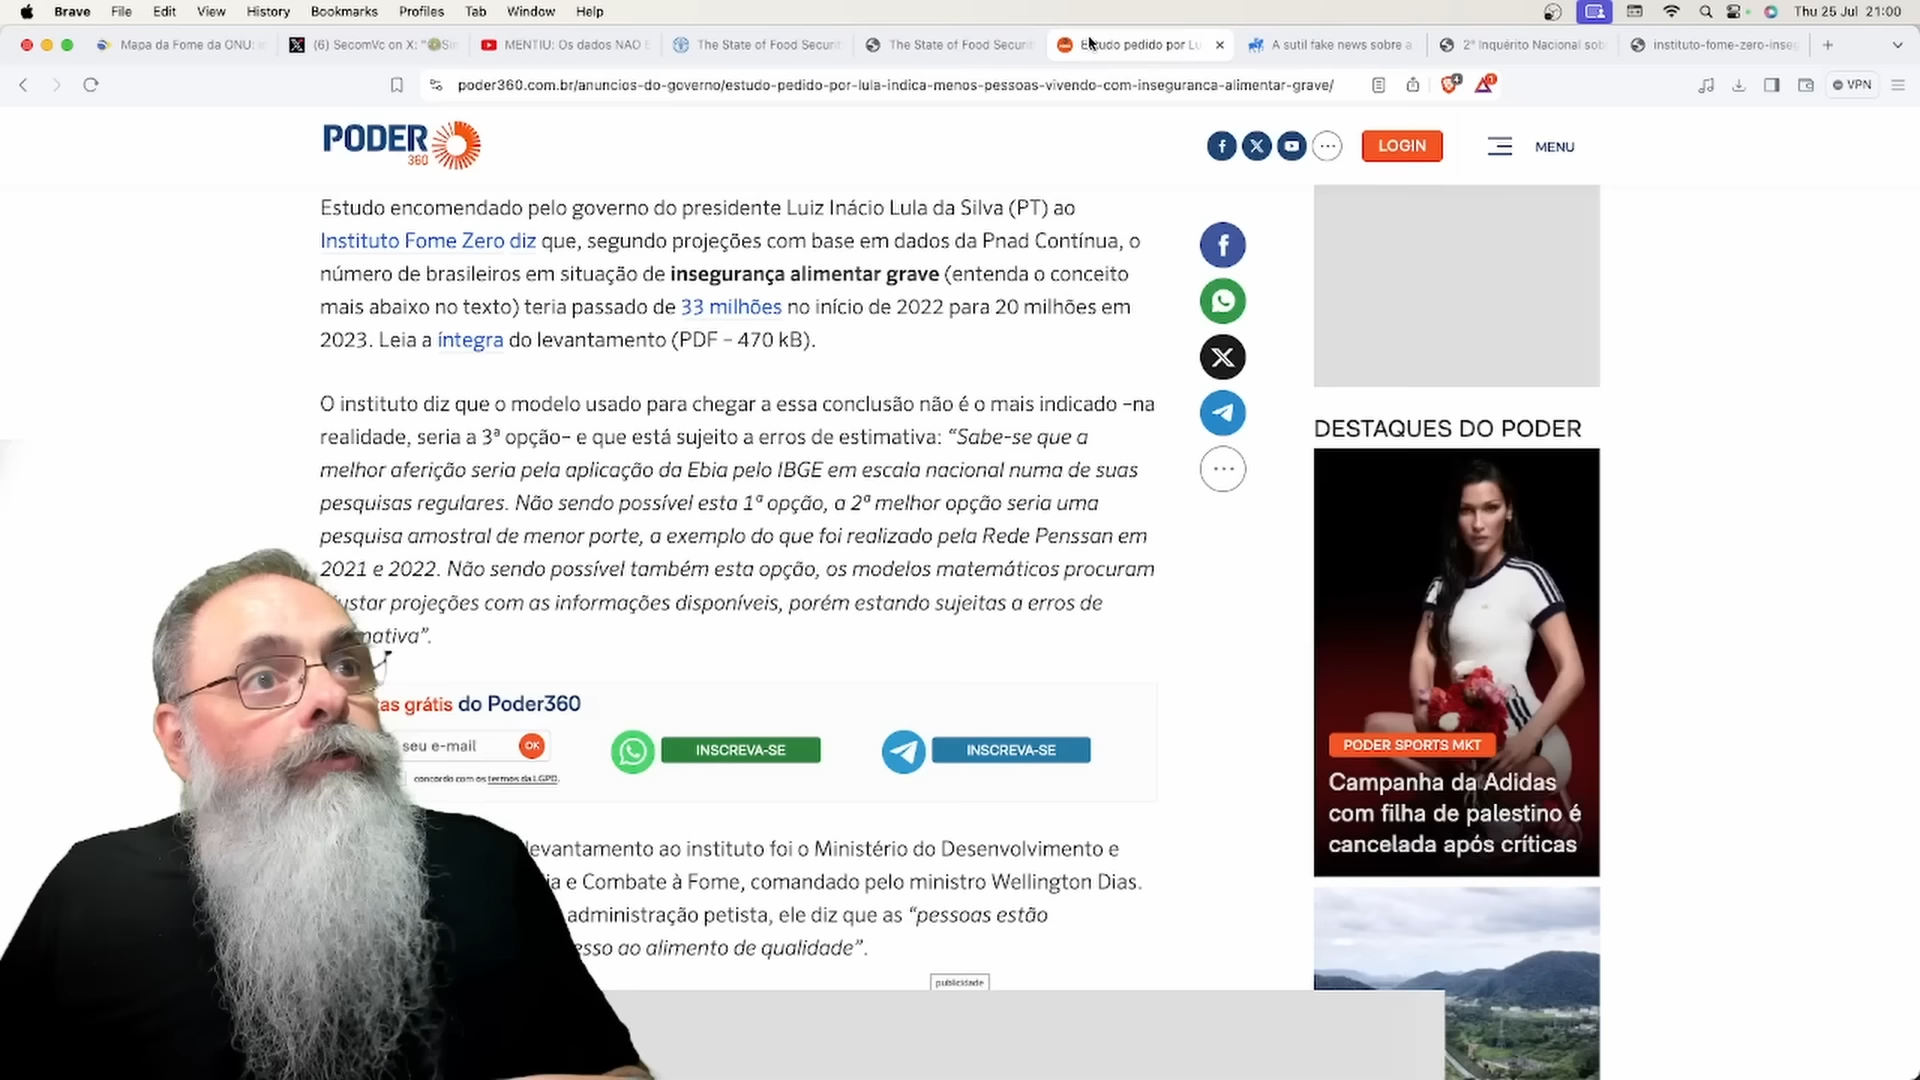 Brave File Edit View History Bookmarks Profiles Tab Window Help Thu 25 Jul 21:00
Mapa da Fome da ONU: (6) SecomVc on X: " MENTIU: Os dados NÃO The State of Food Securit The State of Food Securit Estudo pedido por Lu A sutil fake news sobre a 2º Inquérito Nacional sob instituto-fome-zero-inseg
poder360.com.br/anuncios-do-governo/estudo-pedido-por-lula-indica-menos-pessoas-vivendo-com-inseguranca-alimentar-grave/ 4 1 VPN
PODER
360
LOGIN MENU
Estudo encomendado pelo governo do presidente Luiz Inácio Lula da Silva (PT) ao
Instituto Fome Zero diz que, segundo projeções com base em dados da Pnad Contínua, o
número de brasileiros em situação de insegurança alimentar grave (entenda o conceito
mais abaixo no texto) teria passado de 33 milhões no início de 2022 para 20 milhões em
2023. Leia a íntegra do levantamento (PDF – 470 kB).
O instituto diz que o modelo usado para chegar a essa conclusão não é o mais indicado –na
realidade, seria a 3ª opção– e que está sujeito a erros de estimativa: “Sabe-se que a
melhor aferição seria pela aplicação da Ebia pelo IBGE em escala nacional numa de suas
pesquisas regulares. Não sendo possível esta 1ª opção, a 2ª melhor opção seria uma
pesquisa amostral de menor porte, a exemplo do que foi realizado pela Rede Penssan em
2021 e 2022. Não sendo possível também esta opção, os modelos matemáticos procuram
ustar projeções com as informações disponíveis, porém estando sujeitas a erros de
mativa”.
tas grátis do Poder360
seu e-mail OK INSCREVA-SE INSCREVA-SE
concordo com os termos da LGPD.
levantamento ao instituto foi o Ministério do Desenvolvimento e
ia e Combate à Fome, comandado pelo ministro Wellington Dias.
administração petista, ele diz que as “pessoas estão
esso ao alimento de qualidade”.
publicidade
DESTAQUES DO PODER
PODER SPORTS MKT
Campanha da Adidas
com filha de palestino é
cancelada após críticas